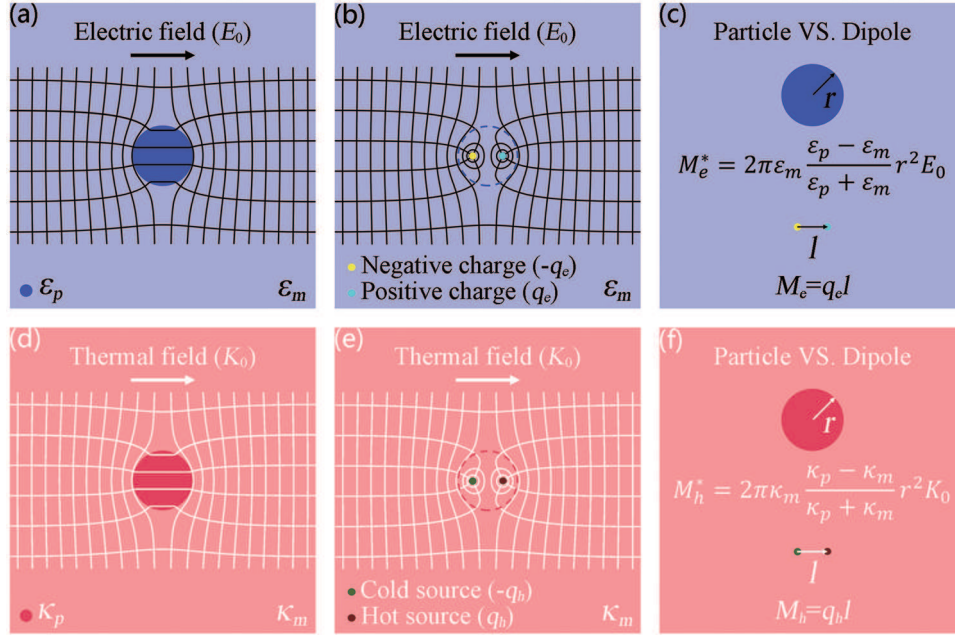 (a)
Electric field (E₀)
εₚ
εₘ
(b)
Electric field (E₀)
Negative charge (-qₑ)
Positive charge (qₑ)
εₘ
(c)
Particle VS. Dipole
r
Mₑ* = 2πεₘ (εₚ − εₘ)/(εₚ + εₘ) r²E₀
l
Mₑ=qₑl
(d)
Thermal field (K₀)
κₚ
κₘ
(e)
Thermal field (K₀)
Cold source (-qₕ)
Hot source (qₕ)
κₘ
(f)
Particle VS. Dipole
r
Mₕ* = 2πκₘ (κₚ − κₘ)/(κₚ + κₘ) r²K₀
l
Mₕ=qₕl